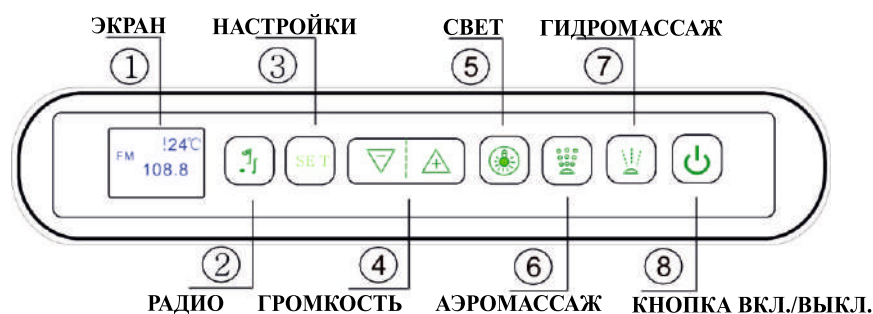 ЭКРАН НАСТРОЙКИ СВЕТ ГИДРОМАССАЖ
1 3 5 7
!24℃
FM
108.8
SET
2 4 6 8
РАДИО ГРОМКОСТЬ АЭРОМАССАЖ КНОПКА ВКЛ./ВЫКЛ.